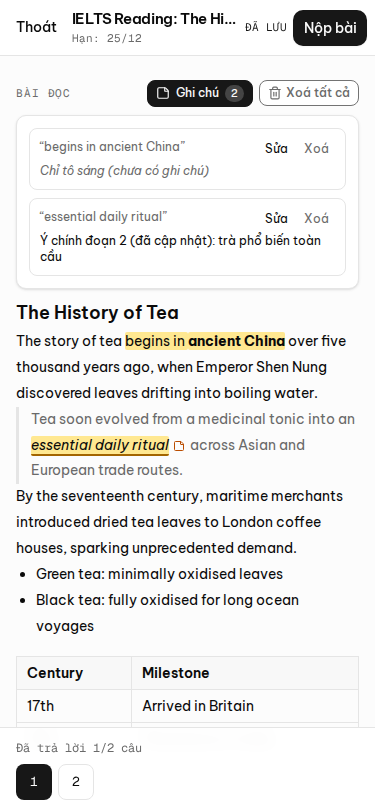 Thoát
IELTS Reading: The Hi...
Hạn: 25/12
ĐÃ LƯU
Nộp bài
BÀI ĐỌC
Ghi chú 2
Xoá tất cả
“begins in ancient China”
Sửa
Xoá
Chỉ tô sáng (chưa có ghi chú)
“essential daily ritual”
Sửa
Xoá
Ý chính đoạn 2 (đã cập nhật): trà phổ biến toàn
cầu
The History of Tea
The story of tea begins in ancient China over five
thousand years ago, when Emperor Shen Nung
discovered leaves drifting into boiling water.
Tea soon evolved from a medicinal tonic into an
essential daily ritual across Asian and
European trade routes.
By the seventeenth century, maritime merchants
introduced dried tea leaves to London coffee
houses, sparking unprecedented demand.
• Green tea: minimally oxidised leaves
• Black tea: fully oxidised for long ocean
voyages
Century
Milestone
17th
Arrived in Britain
Đã trả lời 1/2 câu
1
2